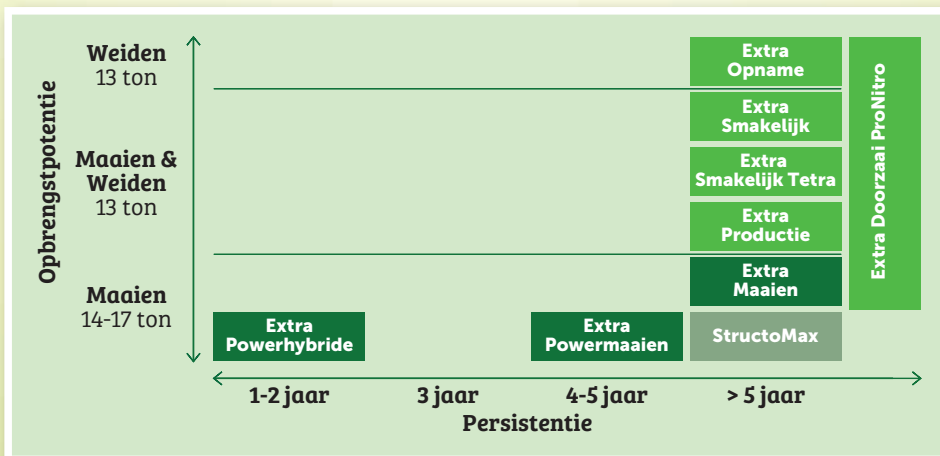 Opbrengstpotentie
Weiden
13 ton
Maaien &
Weiden
13 ton
Maaien
14-17 ton
Extra
Opname
Extra
Smakelijk
Extra
Smakelijk Tetra
Extra
Productie
Extra
Maaien
Extra
Powerhybride
Extra
Powermaaien
StructoMax
Extra Doorzaai ProNitro
1-2 jaar
3 jaar
4-5 jaar
> 5 jaar
Persistentie